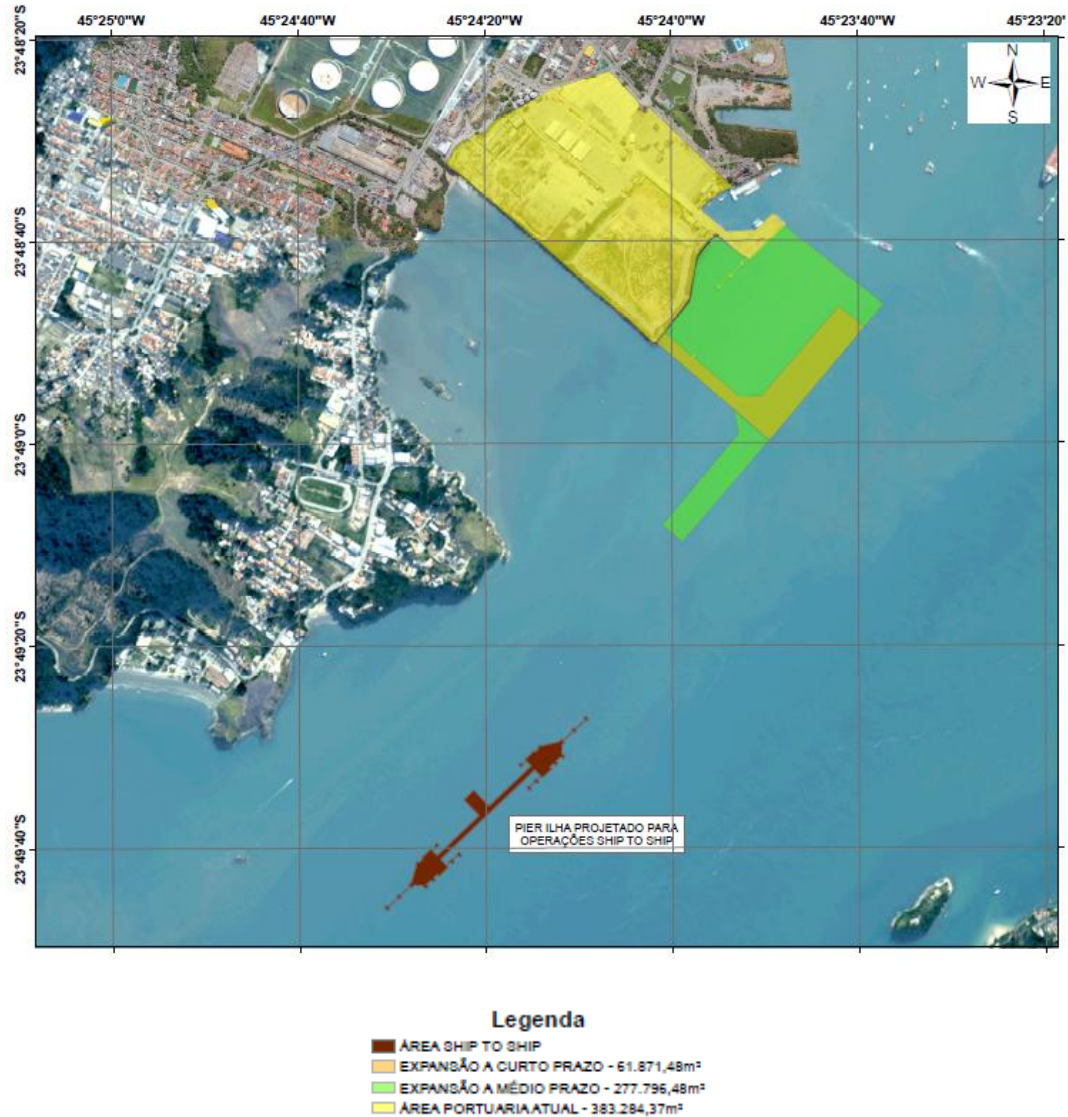 45°25'0"W 45°24'40"W 45°24'20"W 45°24'0"W 45°23'40"W 45°23'20"
23°48'20"S
N
W E
S
23°48'40"S
23°49'0"S
23°49'20"S
23°49'40"S
PIER ILHA PROJETADO PARA
OPERAÇÕES SHIP TO SHIP
Legenda
ÁREA SHIP TO SHIP
EXPANSÃO A CURTO PRAZO - 61.871,48m²
EXPANSÃO A MÉDIO PRAZO - 277.796,48m²
ÁREA PORTUARIA ATUAL - 383.284,37m²